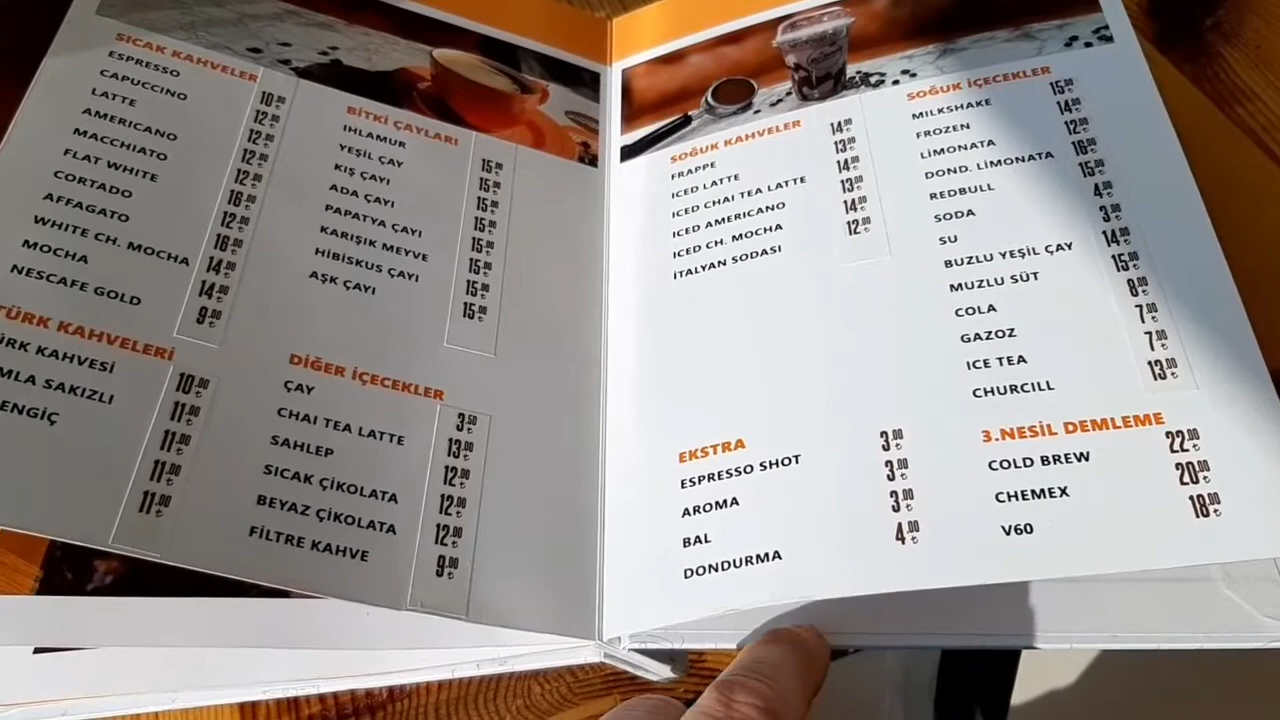 SICAK KAHVELER
ESPRESSO 10.00 ₺
CAPUCCINO 12.00 ₺
LATTE 12.00 ₺
AMERICANO 12.00 ₺
MACCHIATO 12.00 ₺
FLAT WHITE 16.00 ₺
CORTADO 12.00 ₺
AFFAGATO 16.00 ₺
WHITE CH. MOCHA 14.00 ₺
MOCHA 14.00 ₺
NESCAFE GOLD 9.00 ₺
TÜRK KAHVELERİ
ÜRK KAHVESİ 10.00 ₺
MLA SAKIZLI 11.00 ₺
ENGİÇ 11.00 ₺
11.00 ₺
11.00 ₺
BİTKİ ÇAYLARI
IHLAMUR 15.00 ₺
YEŞİL ÇAY 15.00 ₺
KIŞ ÇAYI 15.00 ₺
ADA ÇAYI 15.00 ₺
PAPATYA ÇAYI 15.00 ₺
KARIŞIK MEYVE 15.00 ₺
HİBİSKUS ÇAYI 15.00 ₺
AŞK ÇAYI 15.00 ₺
DİĞER İÇECEKLER
ÇAY 3.50 ₺
CHAI TEA LATTE 13.00 ₺
SAHLEP 12.00 ₺
SICAK ÇİKOLATA 12.00 ₺
BEYAZ ÇİKOLATA 12.00 ₺
FİLTRE KAHVE 9.00 ₺
SOĞUK KAHVELER
FRAPPE 14.00 ₺
ICED LATTE 13.00 ₺
ICED CHAI TEA LATTE 14.00 ₺
ICED AMERICANO 13.00 ₺
ICED CH. MOCHA 14.00 ₺
İTALYAN SODASI 12.00 ₺
EKSTRA
ESPRESSO SHOT 3.00 ₺
AROMA 3.00 ₺
BAL 3.00 ₺
DONDURMA 4.00 ₺
SOĞUK İÇECEKLER
MILKSHAKE 15.00 ₺
FROZEN 14.00 ₺
LİMONATA 12.00 ₺
DOND. LİMONATA 16.00 ₺
REDBULL 15.00 ₺
SODA 4.00 ₺
SU 3.00 ₺
BUZLU YEŞİL ÇAY 14.00 ₺
MUZLU SÜT 15.00 ₺
COLA 8.00 ₺
GAZOZ 7.00 ₺
ICE TEA 7.00 ₺
CHURCILL 13.00 ₺
3.NESİL DEMLEME
COLD BREW 22.00 ₺
CHEMEX 20.00 ₺
V60 18.00 ₺